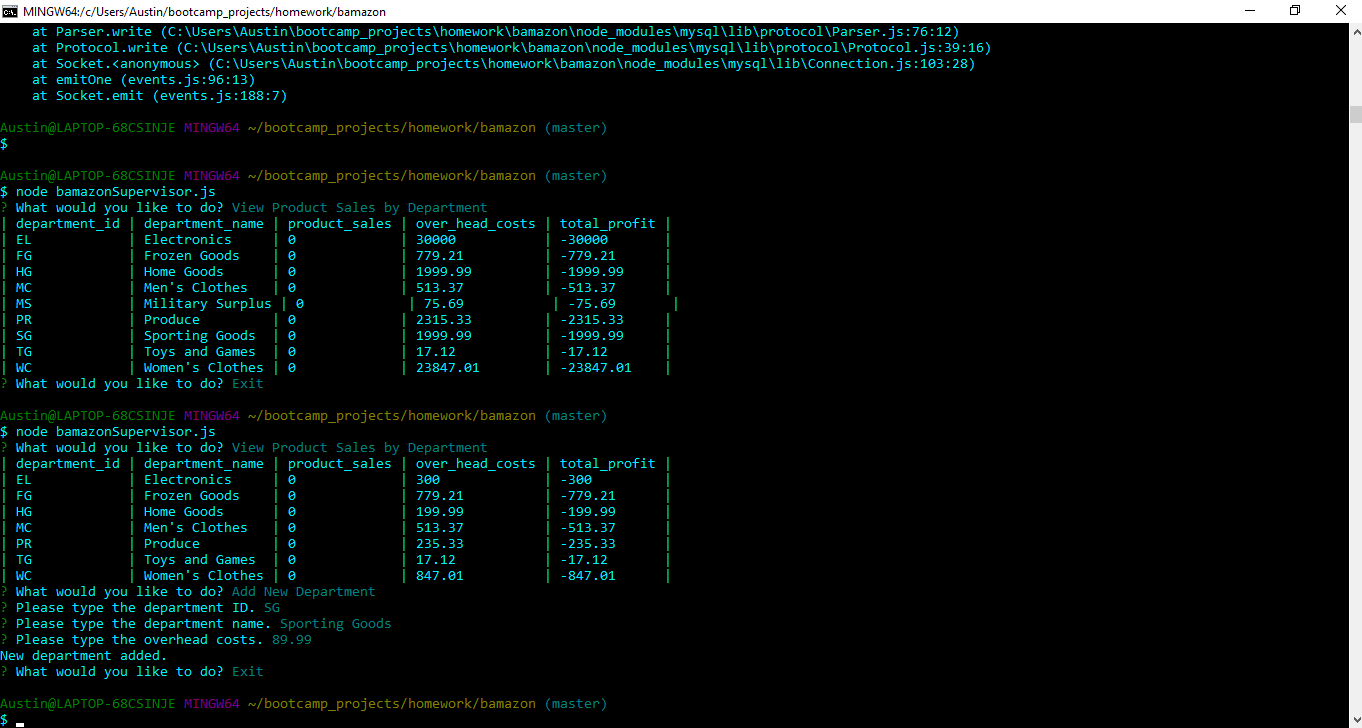 MINGW64:/c/Users/Austin/bootcamp_projects/homework/bamazon
    at Parser.write (C:\Users\Austin\bootcamp_projects\homework\bamazon\node_modules\mysql\lib\protocol\Parser.js:76:12)
    at Protocol.write (C:\Users\Austin\bootcamp_projects\homework\bamazon\node_modules\mysql\lib\protocol\Protocol.js:39:16)
    at Socket.<anonymous> (C:\Users\Austin\bootcamp_projects\homework\bamazon\node_modules\mysql\lib\Connection.js:103:28)
    at emitOne (events.js:96:13)
    at Socket.emit (events.js:188:7)
Austin@LAPTOP-68CSINJE MINGW64 ~/bootcamp_projects/homework/bamazon (master)
$
Austin@LAPTOP-68CSINJE MINGW64 ~/bootcamp_projects/homework/bamazon (master)
$ node bamazonSupervisor.js
? What would you like to do? View Product Sales by Department
| department_id | department_name | product_sales | over_head_costs | total_profit |
| EL            | Electronics     | 0             | 30000           | -30000       |
| FG            | Frozen Goods    | 0             | 779.21          | -779.21      |
| HG            | Home Goods      | 0             | 1999.99         | -1999.99     |
| MC            | Men's Clothes   | 0             | 513.37          | -513.37      |
| MS            | Military Surplus | 0             | 75.69           | -75.69       |
| PR            | Produce         | 0             | 2315.33         | -2315.33     |
| SG            | Sporting Goods  | 0             | 1999.99         | -1999.99     |
| TG            | Toys and Games  | 0             | 17.12           | -17.12       |
| WC            | Women's Clothes | 0             | 23847.01        | -23847.01    |
? What would you like to do? Exit
Austin@LAPTOP-68CSINJE MINGW64 ~/bootcamp_projects/homework/bamazon (master)
$ node bamazonSupervisor.js
? What would you like to do? View Product Sales by Department
| department_id | department_name | product_sales | over_head_costs | total_profit |
| EL            | Electronics     | 0             | 300             | -300         |
| FG            | Frozen Goods    | 0             | 779.21          | -779.21      |
| HG            | Home Goods      | 0             | 199.99          | -199.99      |
| MC            | Men's Clothes   | 0             | 513.37          | -513.37      |
| PR            | Produce         | 0             | 235.33          | -235.33      |
| TG            | Toys and Games  | 0             | 17.12           | -17.12       |
| WC            | Women's Clothes | 0             | 847.01          | -847.01      |
? What would you like to do? Add New Department
? Please type the department ID. SG
? Please type the department name. Sporting Goods
? Please type the overhead costs. 89.99
New department added.
? What would you like to do? Exit
Austin@LAPTOP-68CSINJE MINGW64 ~/bootcamp_projects/homework/bamazon (master)
$